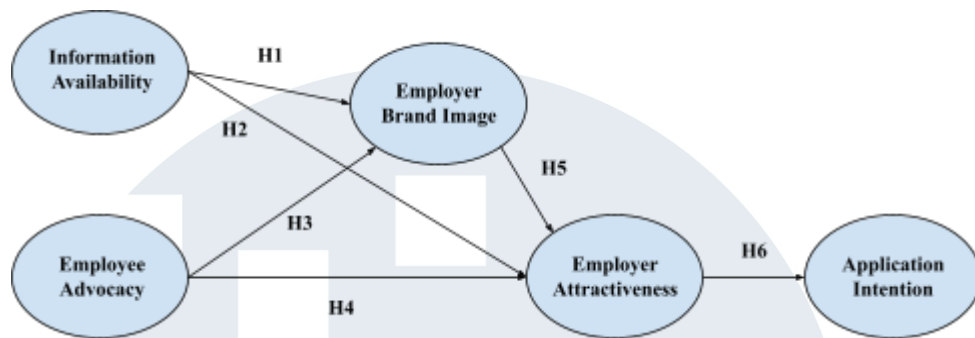 Information
Availability
H1
Employer
Brand Image
H2
H5
H3
Employee
Advocacy
H4
Employer
Attractiveness
H6
Application
Intention